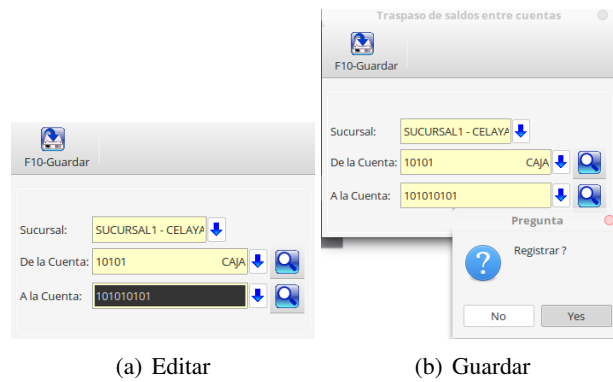 F10-Guardar
Sucursal: SUCURSAL1 - CELAYA
De la Cuenta: 10101 CAJA
A la Cuenta: 101010101
(a) Editar
Traspaso de saldos entre cuentas
F10-Guardar
Sucursal: SUCURSAL1 - CELAYA
De la Cuenta: 10101 CAJA
A la Cuenta: 101010101
Pregunta
Registrar ?
No Yes
(b) Guardar